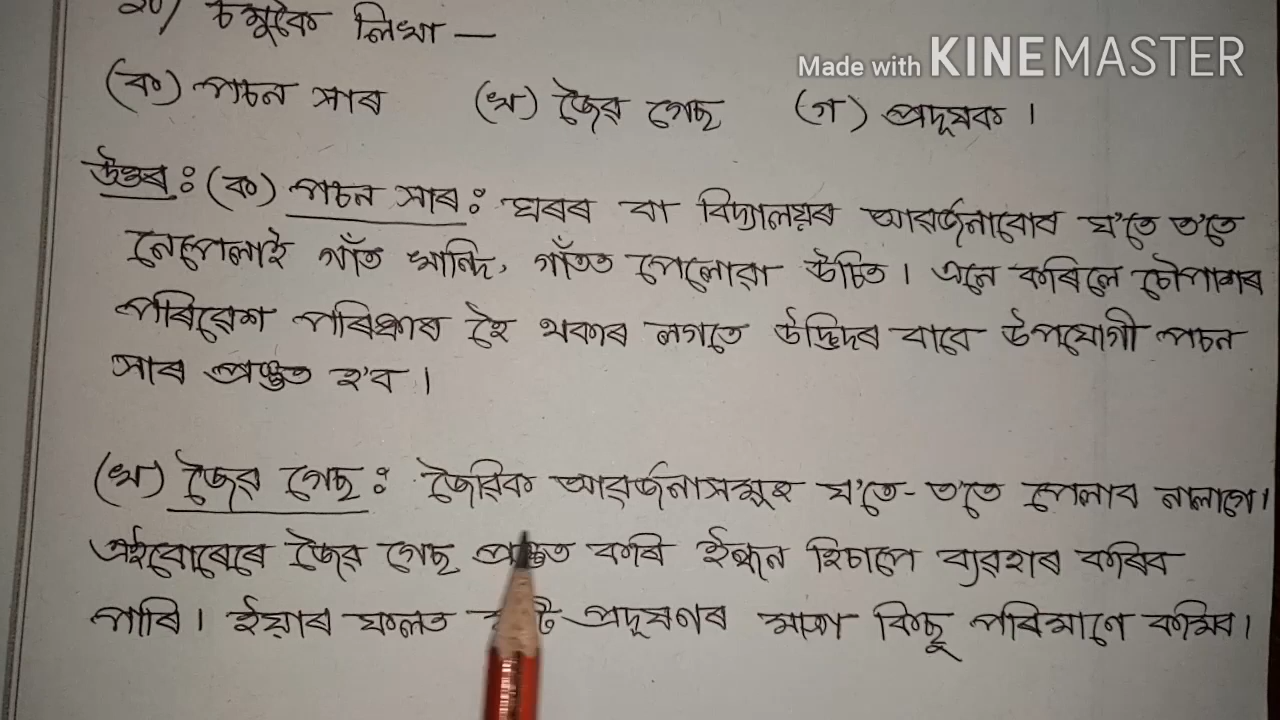 চমুকৈ লিখা —
Made with KINEMASTER
(ক) পচন সাৰ (খ) জৈৱ গেছ (গ) প্ৰদূষক ।
উত্তৰ : (ক) পচন সাৰ : ঘৰৰ বা বিদ্যালয়ৰ আৱৰ্জনাবোৰ য'তে ত'তে
নেপেলাই গাঁত খান্দি, গাঁতত পেলোৱা উচিত । এনে কৰিলে চৌপাশৰ
পৰিৱেশ পৰিষ্কাৰ হৈ থকাৰ লগতে উদ্ভিদৰ বাবে উপযোগী পচন
সাৰ প্ৰস্তুত হ'ব ।
(খ) জৈৱ গেছ : জৈৱিক আৱৰ্জনাসমূহ য'তে-ত'তে পেলাব নালাগে ।
এইবোৰেৰে জৈৱ গেছ প্ৰস্তুত কৰি ইন্ধন হিচাপে ব্যৱহাৰ কৰিব
পাৰি । ইয়াৰ ফলত প্ৰদূষণৰ মাত্ৰা কিছু পৰিমাণে কমিব ।